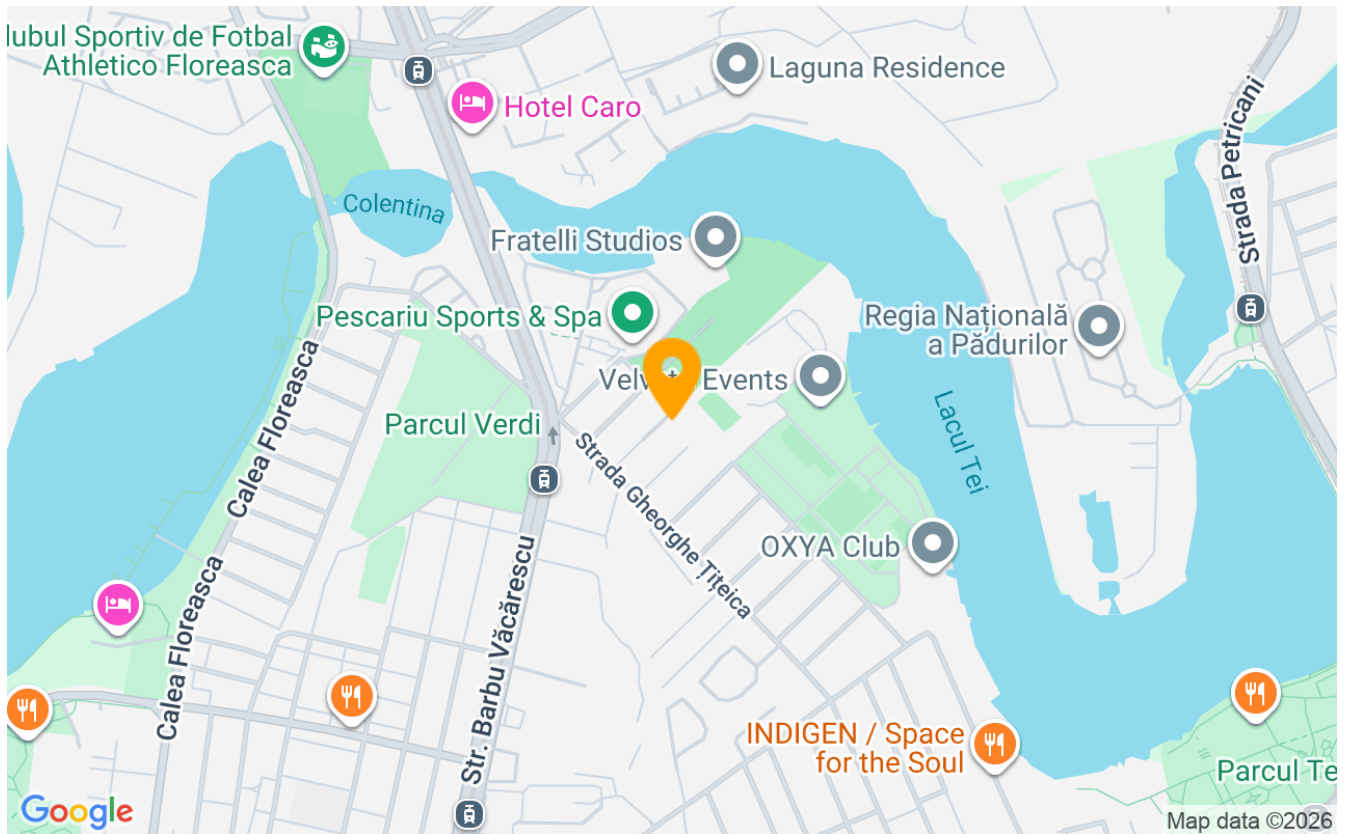 lubul Sportiv de Fotbal
Athletico Floreasca
Laguna Residence
Hotel Caro
Strada Petricani
Colentina
Fratelli Studios
Pescariu Sports & Spa
Regia Națională
a Pădurilor
Events
Calea Floreasca
Parcul Verdi
Lacul Tei
Strada Gheorghe Țițeica
OXYA Club
Calea Floreasca
Str. Barbu Văcărescu
INDIGEN / Space
for the Soul
Parcul Te
Google
Map data ©2026